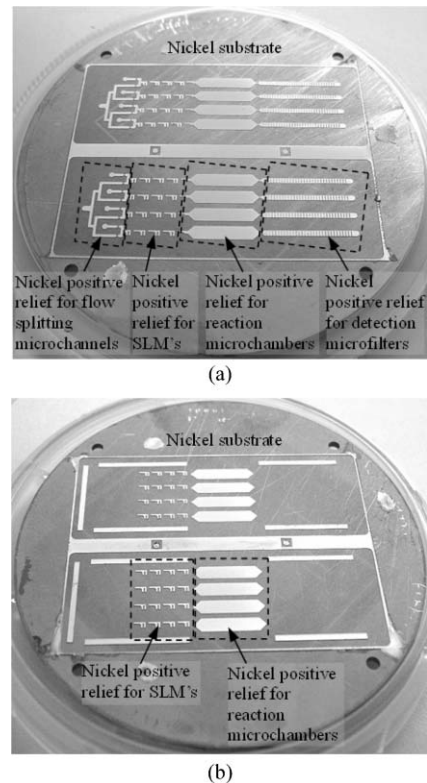 Nickel substrate
Nickel positive
relief for flow
splitting
microchannels
Nickel
positive
relief for
SLM's
Nickel positive
relief for
reaction
microchambers
Nickel
positive relief
for detection
microfilters
(a)
Nickel substrate
Nickel positive
relief for SLM's
Nickel positive
relief for
reaction
microchambers
(b)